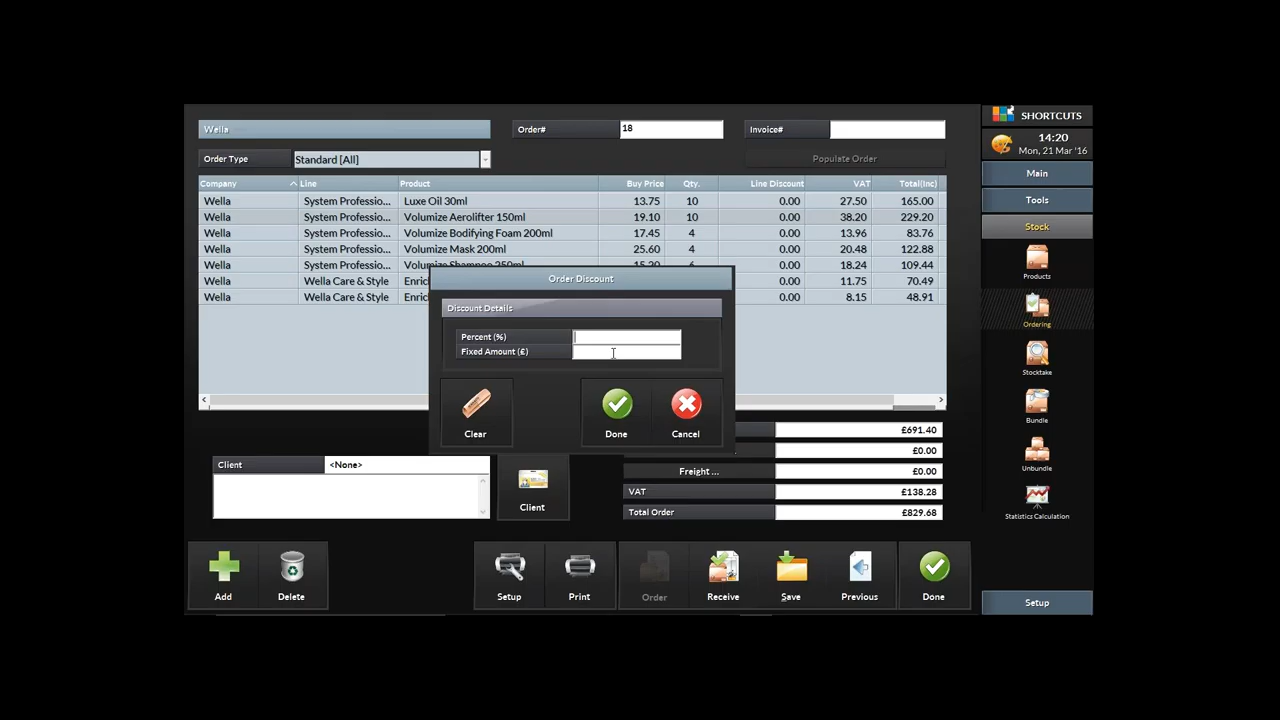 SHORTCUTS
14:20
Mon, 21 Mar '16
Main
Tools
Stock
Products
Ordering
Stocktake
Bundle
Unbundle
Statistics Calculation
Setup
Wella
Order# 18
Invoice#
Order Type Standard [All]
Populate Order
Company Line Product Buy Price Qty. Line Discount VAT Total(Inc)
Wella System Professio... Luxe Oil 30ml 13.75 10 0.00 27.50 165.00
Wella System Professio... Volumize Aerolifter 150ml 19.10 10 0.00 38.20 229.20
Wella System Professio... Volumize Bodifying Foam 200ml 17.45 4 0.00 13.96 83.76
Wella System Professio... Volumize Mask 200ml 25.60 4 0.00 20.48 122.88
Wella System Professio... Volumize Shampoo 250ml 15.20 6 0.00 18.24 109.44
Wella Wella Care & Style Enric 0.00 11.75 70.49
Wella Wella Care & Style Enric 0.00 8.15 48.91
Order Discount
Discount Details
Percent (%)
Fixed Amount (£)
Clear
Done
Cancel
£691.40
£0.00
Freight ... £0.00
VAT £138.28
Total Order £829.68
Client <None>
Client
Add
Delete
Setup
Print
Order
Receive
Save
Previous
Done